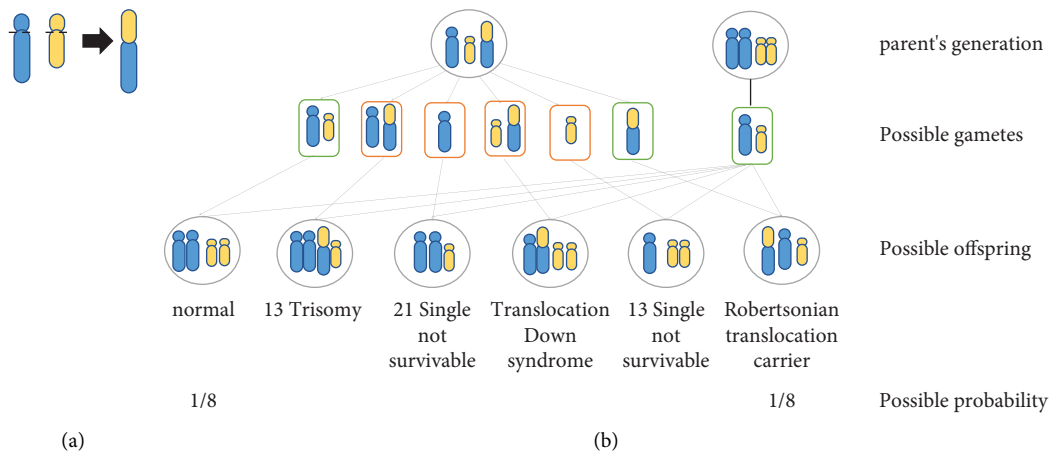 parent's generation
Possible gametes
Possible offspring
normal
13 Trisomy
21 Single
not
survivable
Translocation
Down
syndrome
13 Single
not
survivable
Robertsonian
translocation
carrier
1/8
1/8
Possible probability
(a)
(b)